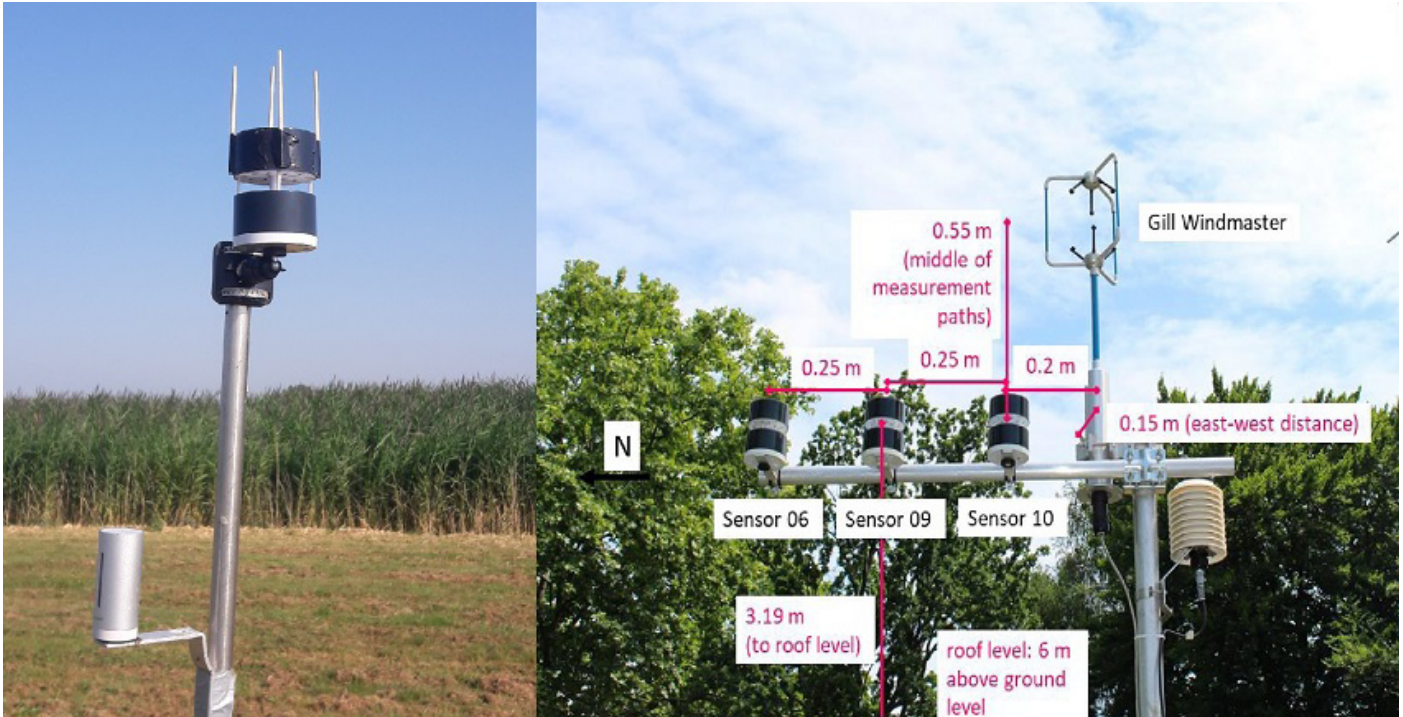 0.55 m
(middle of
measurement
paths)
Gill Windmaster
0.25 m
0.25 m
0.2 m
0.15 m (east-west distance)
N
Sensor 06
Sensor 09
Sensor 10
3.19 m
(to roof level)
roof level: 6 m
above ground
level